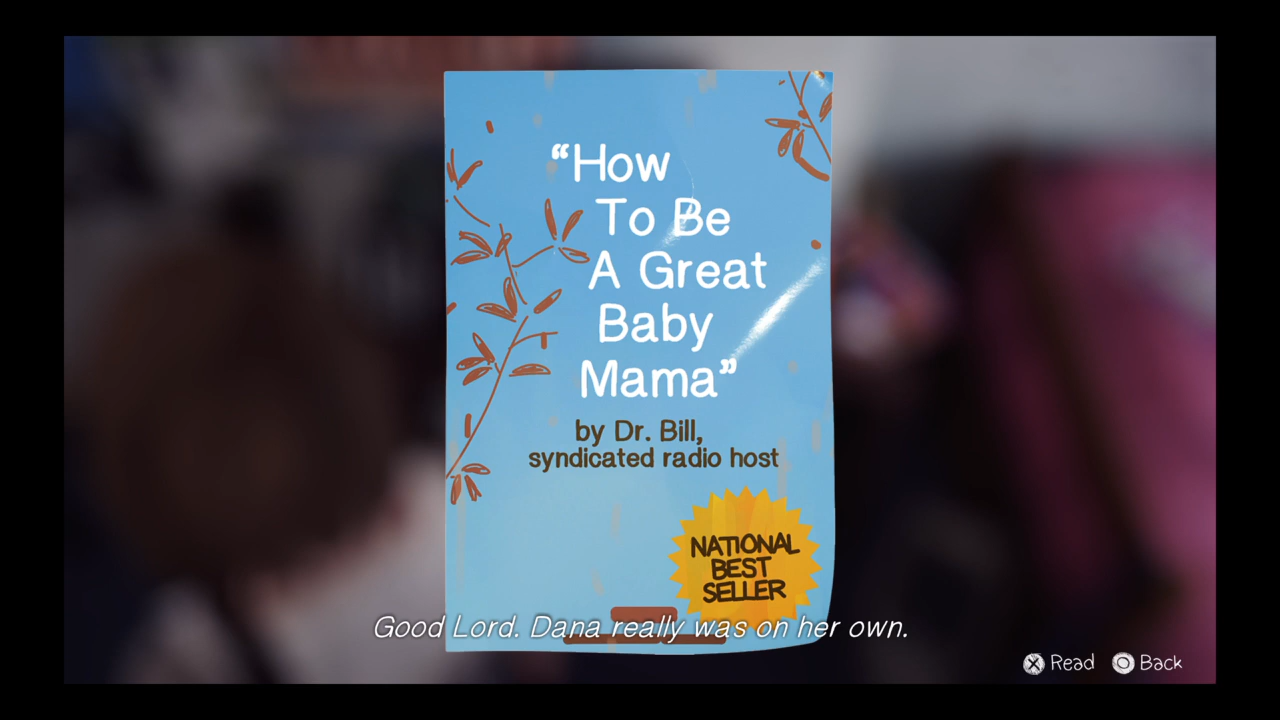 “How
To Be
A Great
Baby
Mama”
by Dr. Bill,
syndicated radio host
NATIONAL
BEST
SELLER
Good Lord. Dana really was on her own.
Read Back